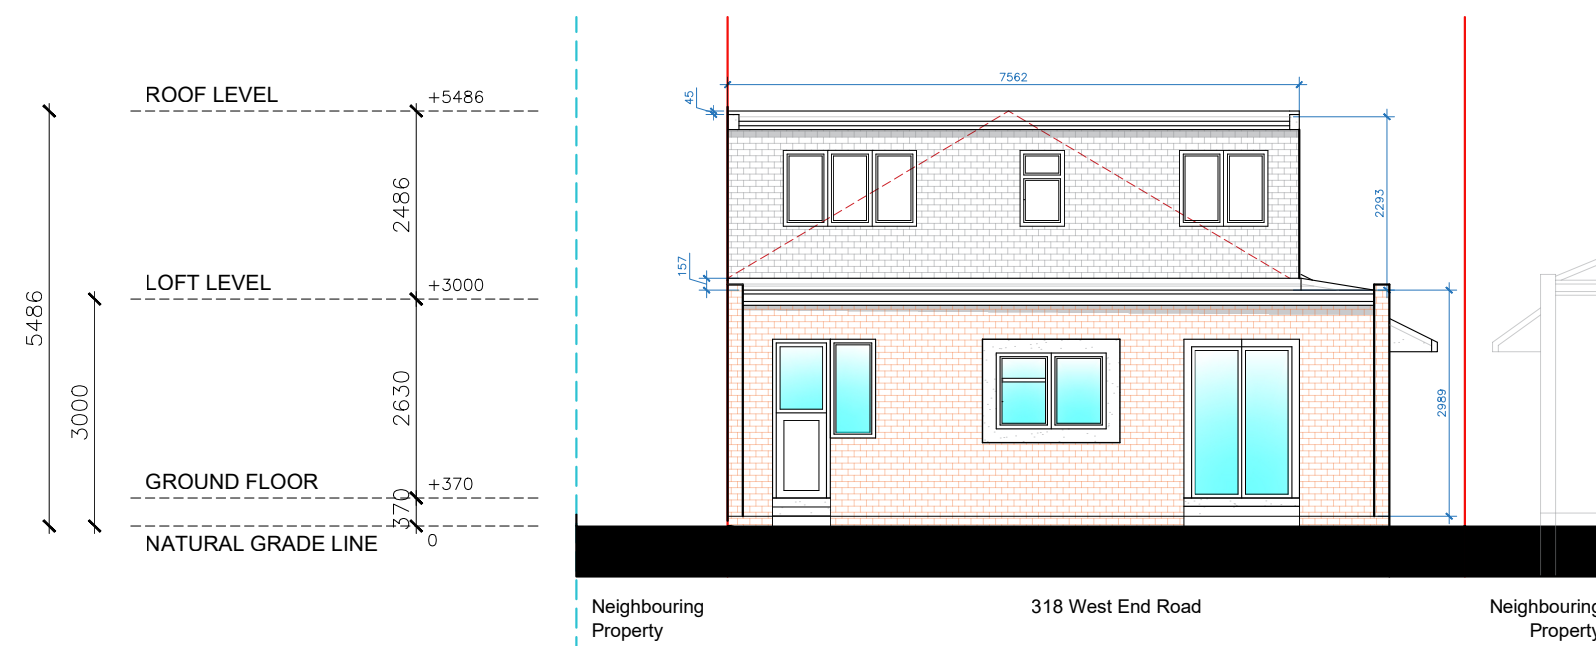 7562
45
ROOF LEVEL
+5486
2486
2293
157
LOFT LEVEL
+3000
5486
3000
2630
2989
GROUND FLOOR
+370
370
NATURAL GRADE LINE
0
Neighbouring
Property
318 West End Road
Neighbouring
Property